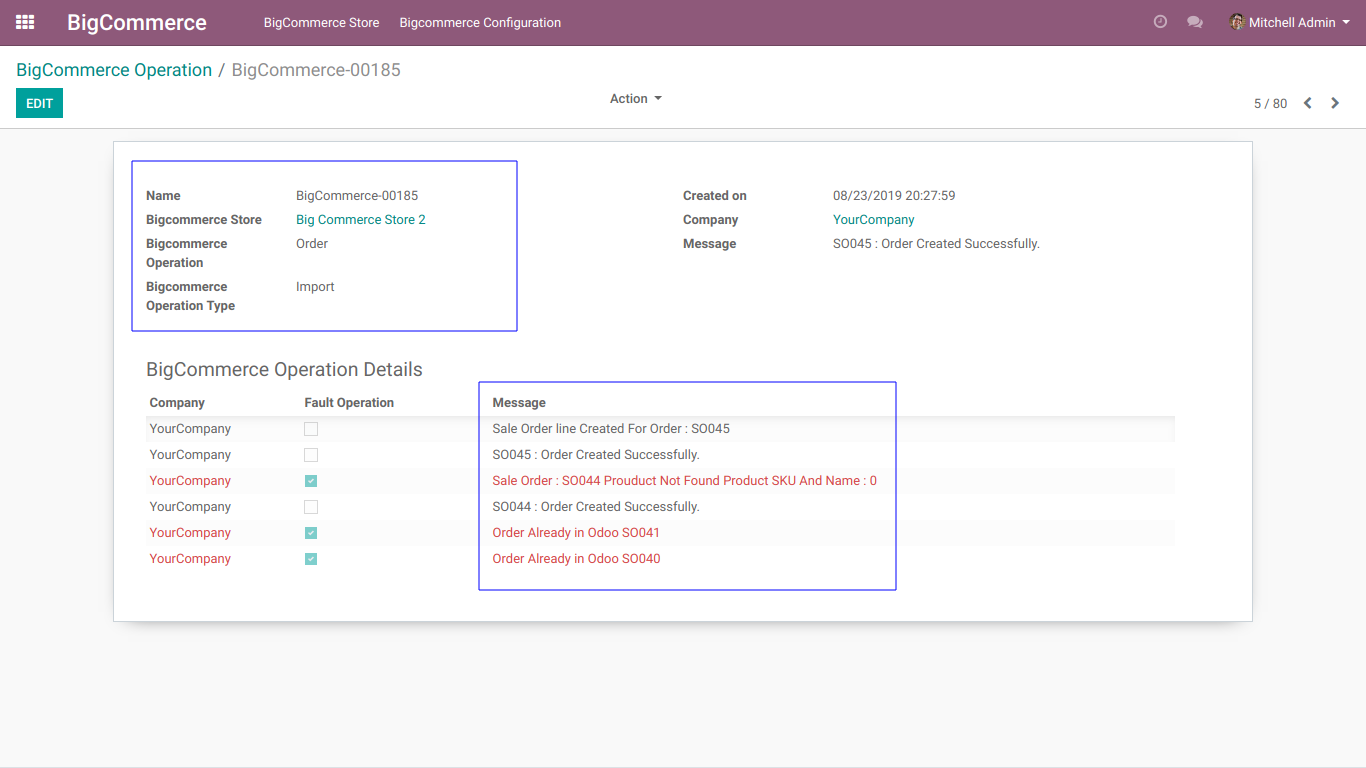 BigCommerce BigCommerce Store Bigcommerce Configuration Mitchell Admin
BigCommerce Operation / BigCommerce-00185
EDIT Action 5 / 80
Name BigCommerce-00185 Created on 08/23/2019 20:27:59
Bigcommerce Store Big Commerce Store 2 Company YourCompany
Bigcommerce Order Message SO045 : Order Created Successfully.
Operation
Bigcommerce Import
Operation Type
BigCommerce Operation Details
Company Fault Operation Message
YourCompany Sale Order line Created For Order : SO045
YourCompany SO045 : Order Created Successfully.
YourCompany Sale Order : SO044 Prouduct Not Found Product SKU And Name : 0
YourCompany SO044 : Order Created Successfully.
YourCompany Order Already in Odoo SO041
YourCompany Order Already in Odoo SO040